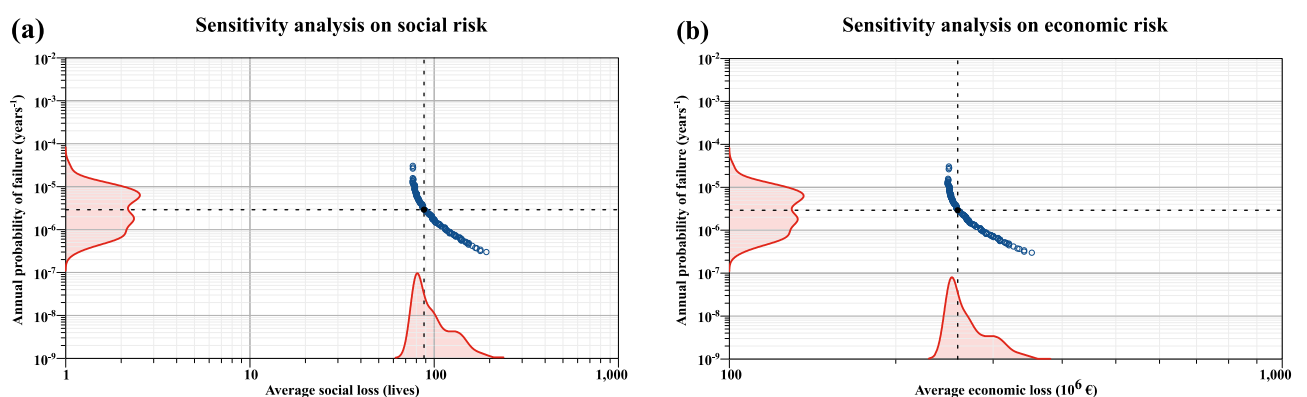 (a) Sensitivity analysis on social risk
Annual probability of failure (years⁻¹)
10⁻²
10⁻³
10⁻⁴
10⁻⁵
10⁻⁶
10⁻⁷
10⁻⁸
10⁻⁹
1 10 100 1,000
Average social loss (lives)
(b) Sensitivity analysis on economic risk
Annual probability of failure (years⁻¹)
10⁻²
10⁻³
10⁻⁴
10⁻⁵
10⁻⁶
10⁻⁷
10⁻⁸
10⁻⁹
100 1,000
Average economic loss (10⁶ €)